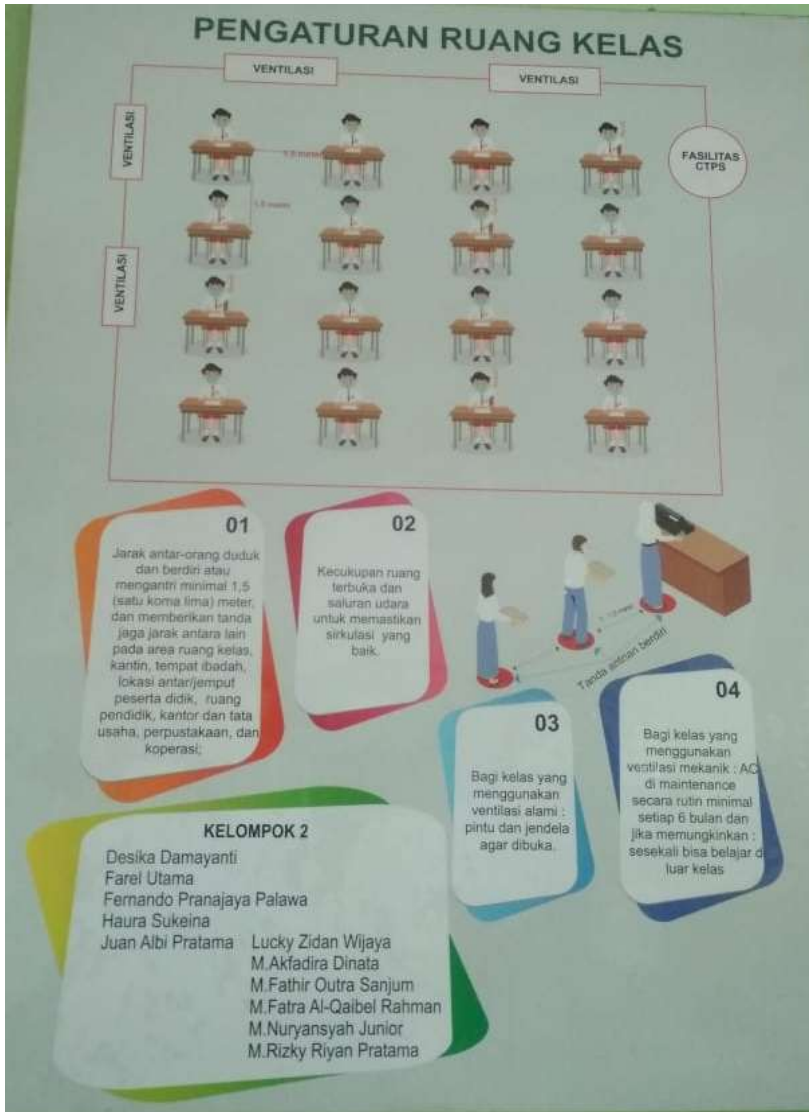 PENGATURAN RUANG KELAS
VENTILASI
VENTILASI
VENTILASI
VENTILASI
FASILITAS
CTPS
1,5 meter
1,5 meter
01
Jarak antar-orang duduk
dan berdiri atau
mengantri minimal 1,5
(satu koma lima) meter,
dan memberikan tanda
jaga jarak antara lain
pada area ruang kelas,
kantin, tempat ibadah,
lokasi antar/jemput
peserta didik, ruang
pendidik, kantor dan tata
usaha, perpustakaan, dan
koperasi;
02
Kecukupan ruang
terbuka dan
saluran udara
untuk memastikan
sirkulasi yang
baik.
Tanda antrian berdiri
03
Bagi kelas yang
menggunakan
ventilasi alami :
pintu dan jendela
agar dibuka.
04
Bagi kelas yang
menggunakan
ventilasi mekanik : AC
di maintenance
secara rutin minimal
setiap 6 bulan dan
jika memungkinkan :
sesekali bisa belajar d
luar kelas
KELOMPOK 2
Desika Damayanti
Farel Utama
Fernando Pranajaya Palawa
Haura Sukeina
Juan Albi Pratama
Lucky Zidan Wijaya
M.Akfadira Dinata
M.Fathir Outra Sanjum
M.Fatra Al-Qaibel Rahman
M.Nuryansyah Junior
M.Rizky Riyan Pratama